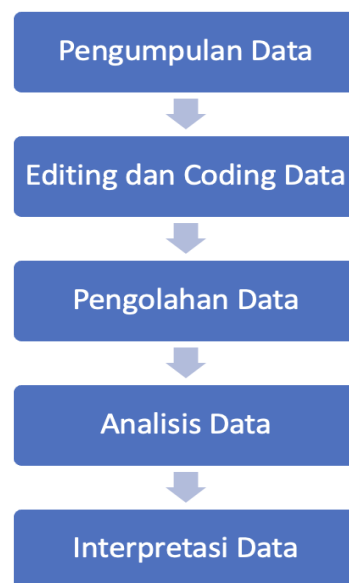 Pengumpulan Data
Editing dan Coding Data
Pengolahan Data
Analisis Data
Interpretasi Data